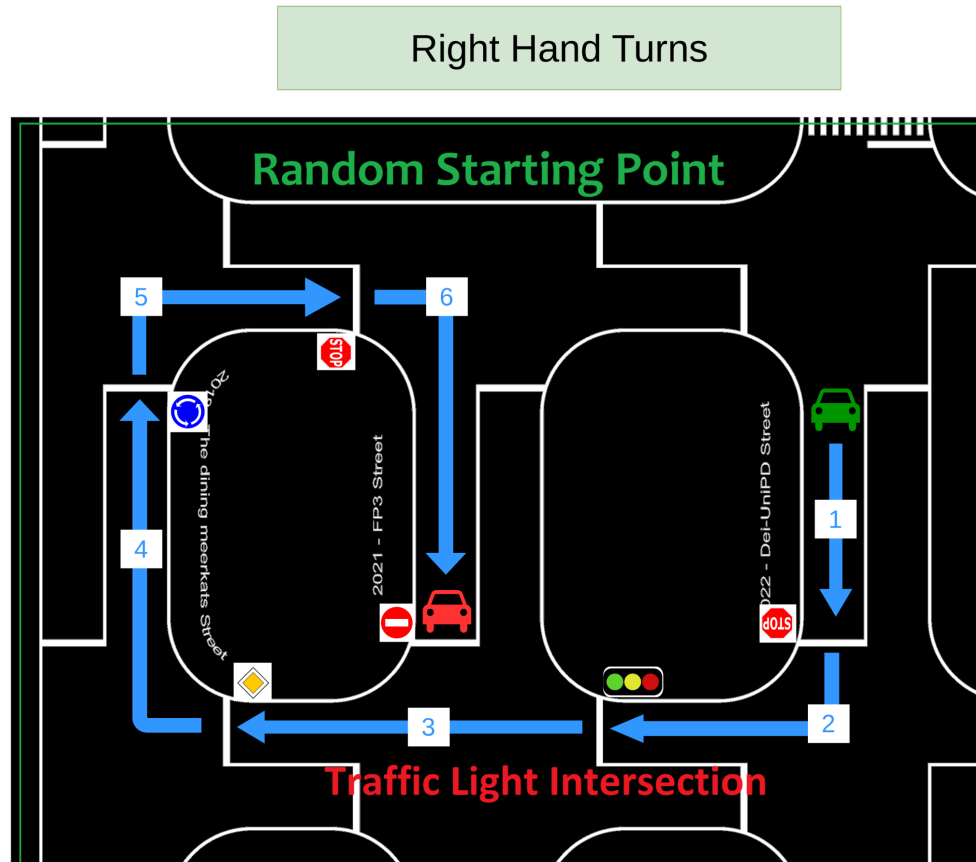 Right Hand Turns
Random Starting Point
5
6
STOP
The dining meerkats Street
2021 - FP3 Street
022 - Dei-UniPD Street
1
4
STOP
3
2
Traffic Light Intersection